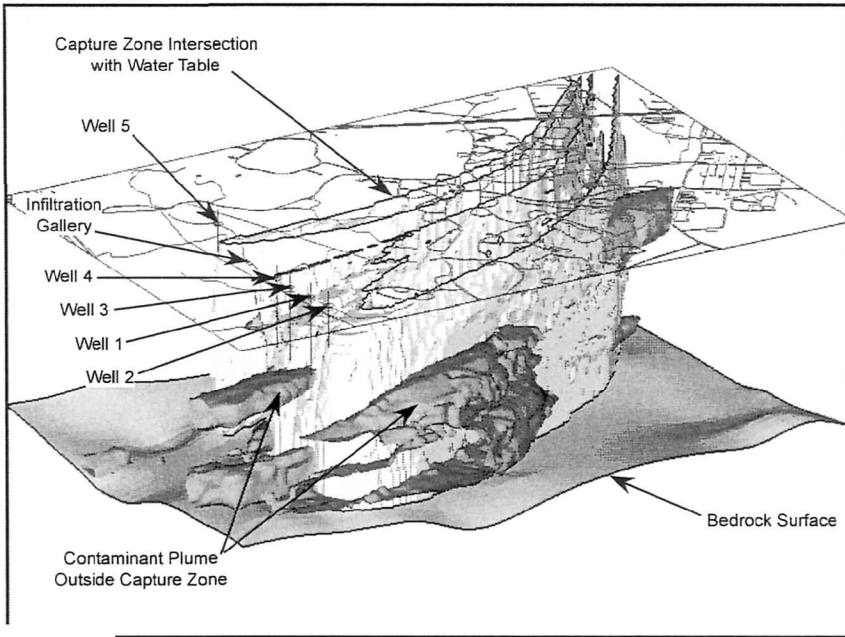 Capture Zone Intersection
with Water Table
Well 5
Infiltration
Gallery
Well 4
Well 3
Well 1
Well 2
Contaminant Plume
Outside Capture Zone
Bedrock Surface